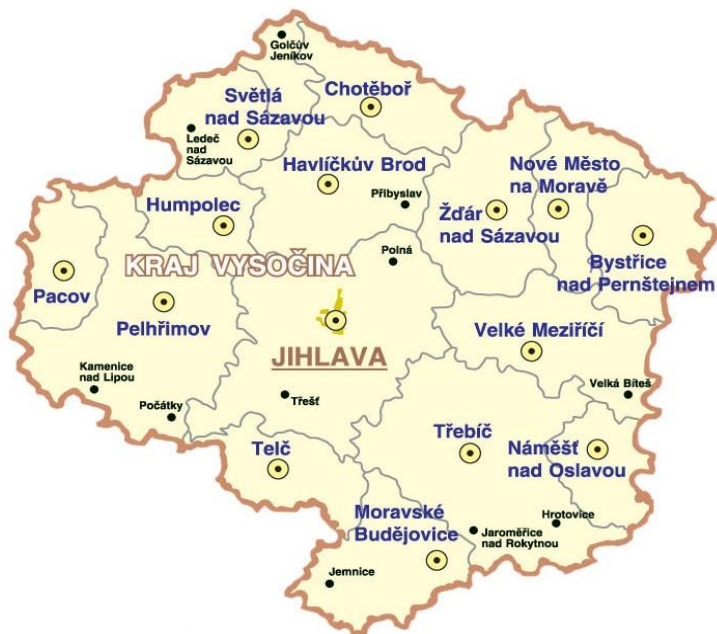 Golčův
Jeníkov
Chotěboř
Světlá
nad Sázavou
Ledeč
nad
Sázavou
Havlíčkův Brod
Nové Město
na Moravě
Humpolec
Přibyslav
Žďár
nad Sázavou
Polná
KRAJ VYSOČINA
Bystřice
nad Pernštejnem
Pacov
Pelhřimov
Velké Meziříčí
JIHLAVA
Kamenice
nad Lipou
Třešť
Velká Bíteš
Počátky
Telč
Třebíč
Náměšť
nad Oslavou
Moravské
Budějovice
Hrotovice
Jaroměřice
nad Rokytnou
Jemnice